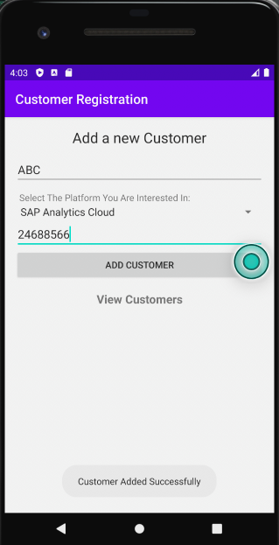 4:03
Customer Registration
Add a new Customer
ABC
Select The Platform You Are Interested In:
SAP Analytics Cloud
24688566
ADD CUSTOMER
View Customers
Customer Added Successfully